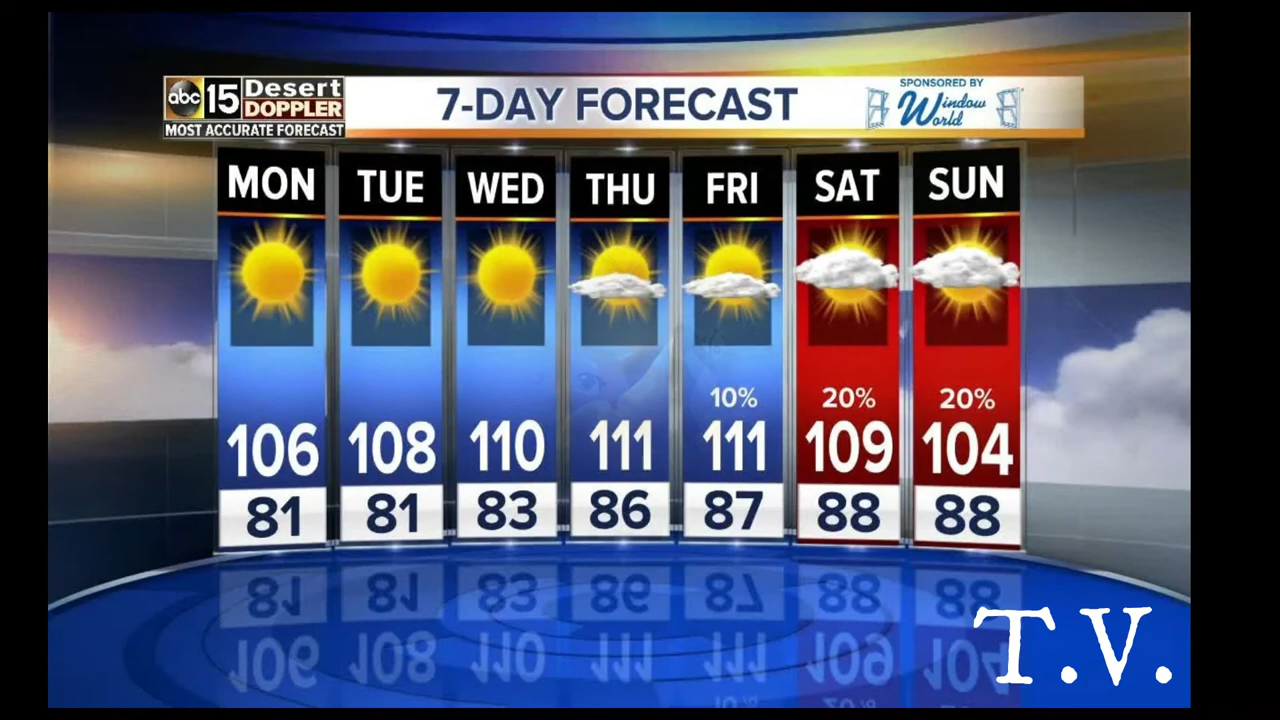 abc 15 Desert DOPPLER
MOST ACCURATE FORECAST
7-DAY FORECAST
SPONSORED BY
Window World
MON TUE WED THU FRI SAT SUN
10% 20% 20%
106 108 110 111 111 109 104
81 81 83 86 87 88 88
T.V.